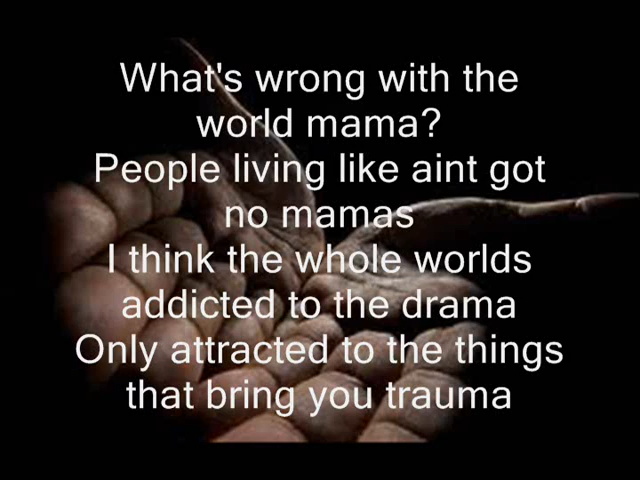 What's wrong with the
world mama?
People living like aint got
no mamas
I think the whole worlds
addicted to the drama
Only attracted to the things
that bring you trauma